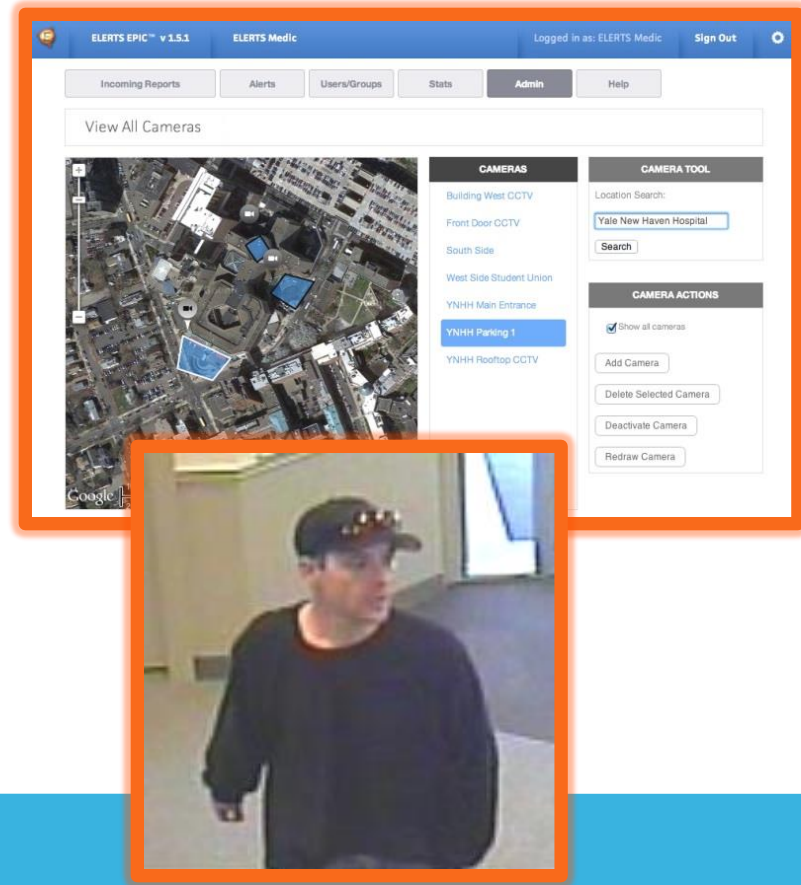 ELERTS EPIC™ v 1.5.1 ELERTS Medic Logged in as: ELERTS Medic Sign Out
Incoming Reports Alerts Users/Groups Stats Admin Help
View All Cameras
CAMERAS
Building West CCTV
Front Door CCTV
South Side
West Side Student Union
YNHH Main Entrance
YNHH Parking 1
YNHH Rooftop CCTV
CAMERA TOOL
Location Search:
Yale New Haven Hospital
Search
CAMERA ACTIONS
Show all cameras
Add Camera
Delete Selected Camera
Deactivate Camera
Redraw Camera
Google